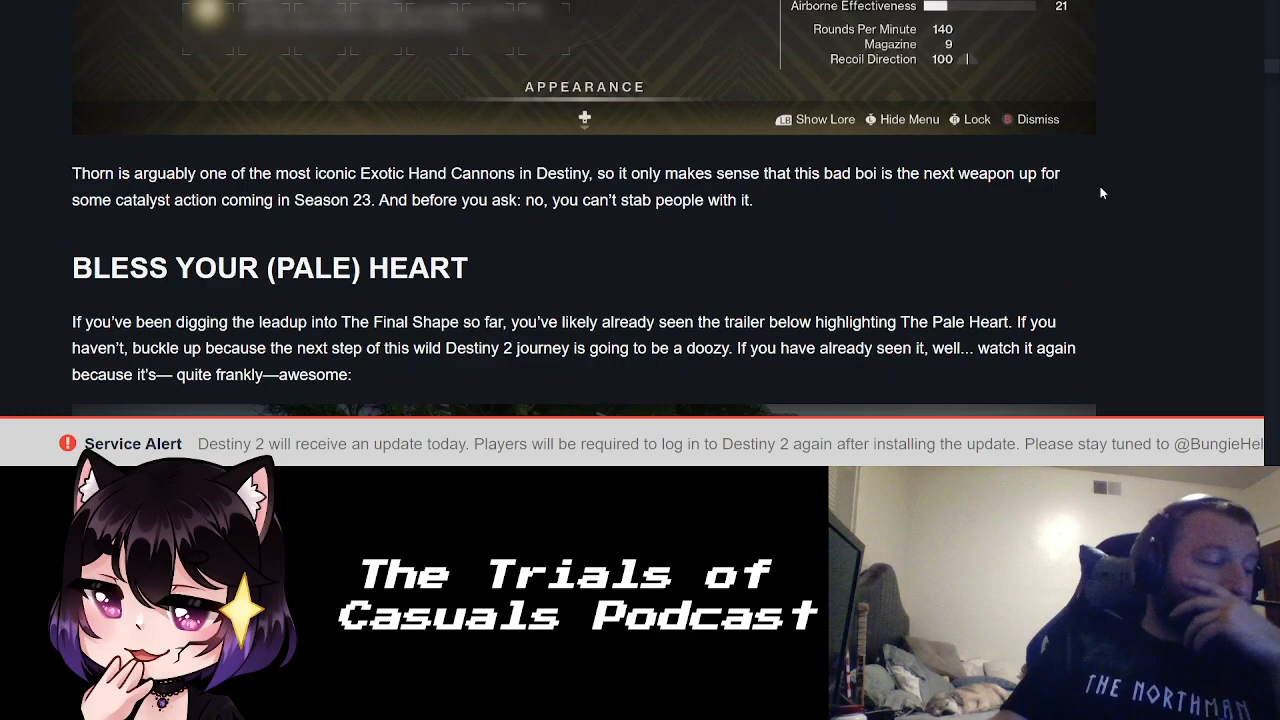 Airborne Effectiveness 21
Rounds Per Minute 140
Magazine 9
Recoil Direction 100
APPEARANCE
LB Show Lore Hide Menu Lock B Dismiss
Thorn is arguably one of the most iconic Exotic Hand Cannons in Destiny, so it only makes sense that this bad boi is the next weapon up for
some catalyst action coming in Season 23. And before you ask: no, you can’t stab people with it.
BLESS YOUR (PALE) HEART
If you’ve been digging the leadup into The Final Shape so far, you’ve likely already seen the trailer below highlighting The Pale Heart. If you
haven’t, buckle up because the next step of this wild Destiny 2 journey is going to be a doozy. If you have already seen it, well... watch it again
because it's— quite frankly—awesome:
Service Alert Destiny 2 will receive an update today. Players will be required to log in to Destiny 2 again after installing the update. Please stay tuned to @BungieHel
The Trials of
Casuals Podcast
THE NORTHMAN